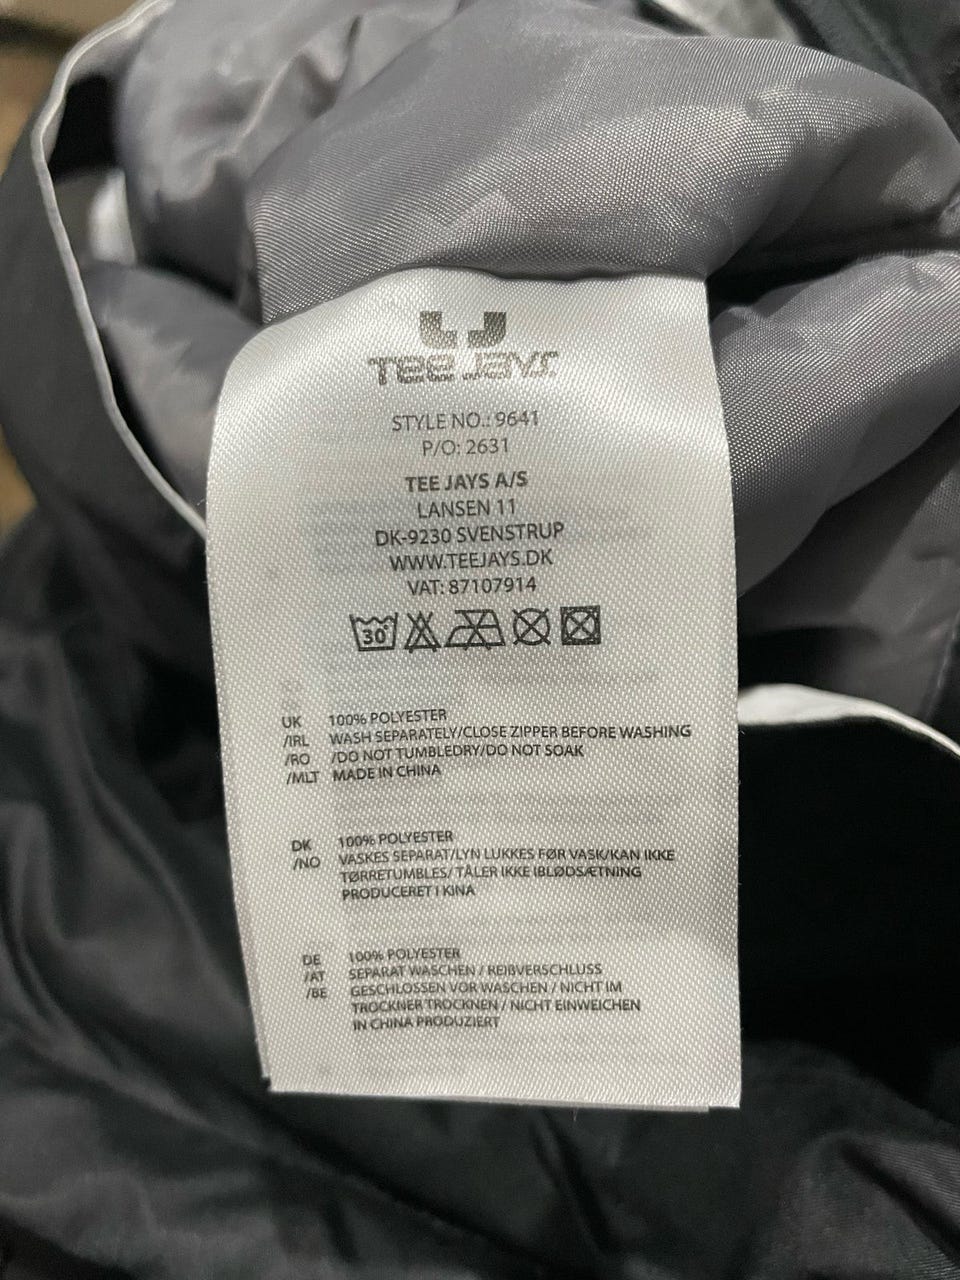 TEE JAYS
STYLE NO.: 9641
P/O: 2631
TEE JAYS A/S
LANSEN 11
DK-9230 SVENSTRUP
WWW.TEEJAYS.DK
VAT: 87107914
30°
UK 100% POLYESTER
/IRL WASH SEPARATELY/CLOSE ZIPPER BEFORE WASHING
/RO /DO NOT TUMBLEDRY/DO NOT SOAK
/MLT MADE IN CHINA
DK 100% POLYESTER
/NO VASKES SEPARAT/LYN LUKKES FØR VASK/KAN IKKE
TØRRETUMBLES/ TÅLER IKKE IBLØDSÆTNING
PRODUCERET I KINA
DE 100% POLYESTER
/AT SEPARAT WASCHEN / REIßVERSCHLUSS
/BE GESCHLOSSEN VOR WASCHEN / NICHT IM
TROCKNER TROCKNEN / NICHT EINWEICHEN
IN CHINA PRODUZIERT